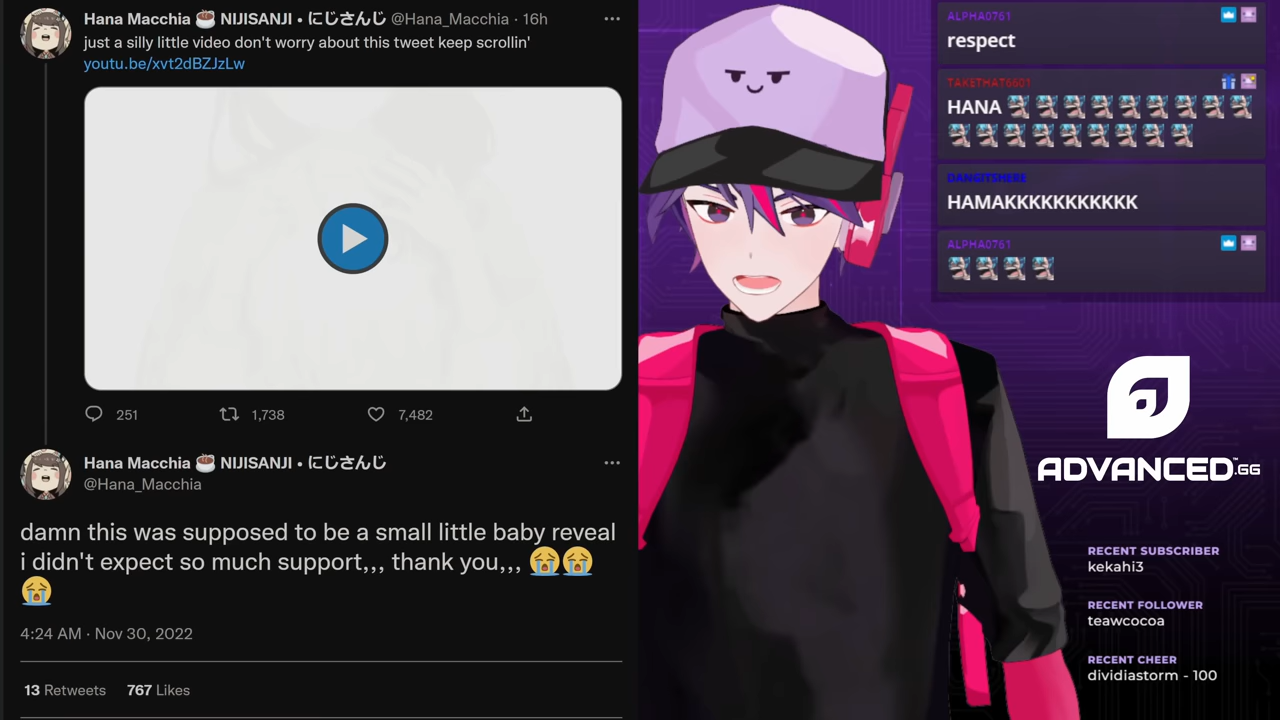 Hana Macchia ☕ NIJISANJI • にじさんじ @Hana_Macchia · 16h
just a silly little video don't worry about this tweet keep scrollin'
youtu.be/xvt2dBZJzLw
251 1,738 7,482
Hana Macchia ☕ NIJISANJI • にじさんじ
@Hana_Macchia
damn this was supposed to be a small little baby reveal
i didn't expect so much support,,, thank you,,, 😭😭
😭
4:24 AM · Nov 30, 2022
13 Retweets 767 Likes
ALPHA0761
respect
TAKETHAT6601
HANA
DANGITSHEBE
HAMAKKKKKKKKKKK
ALPHA0761
ADVANCED™.GG
RECENT SUBSCRIBER
kekahi3
RECENT FOLLOWER
teawcocoa
RECENT CHEER
dividiastorm - 100